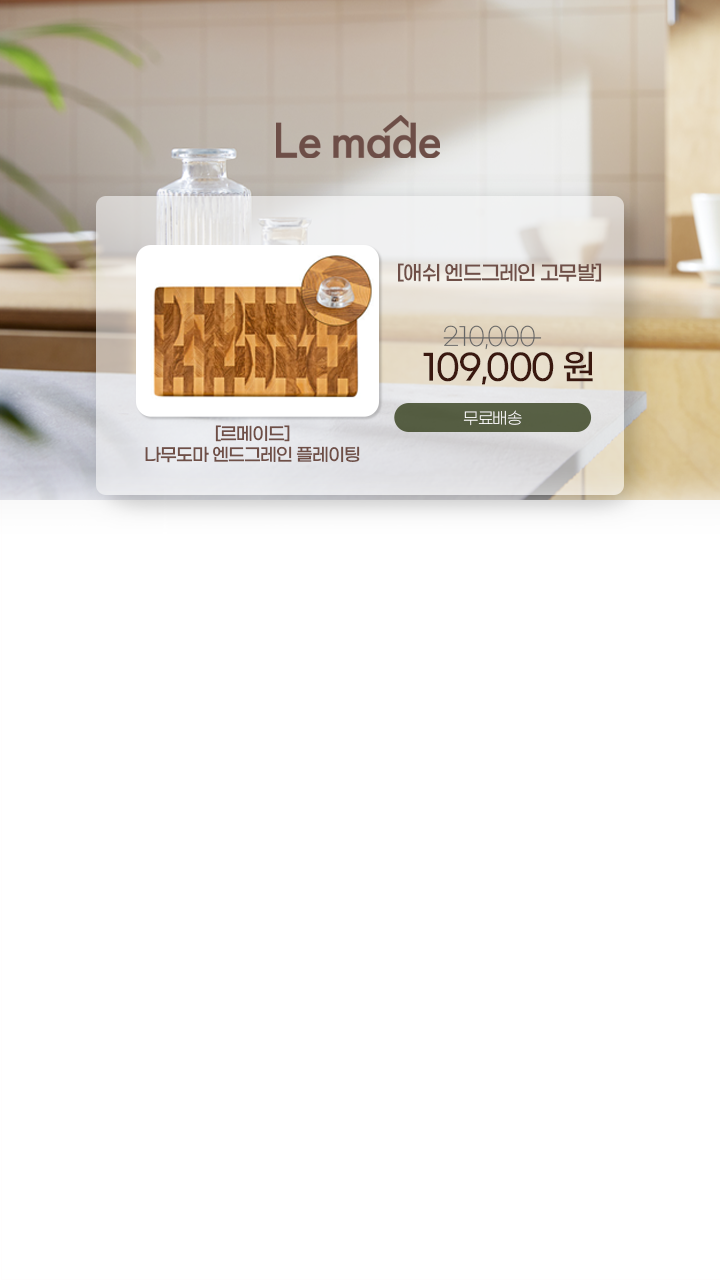 Le made
[애쉬 엔드그레인 고무발]
210,000
109,000 원
무료배송
[르메이드]
나무도마 엔드그레인 플레이팅